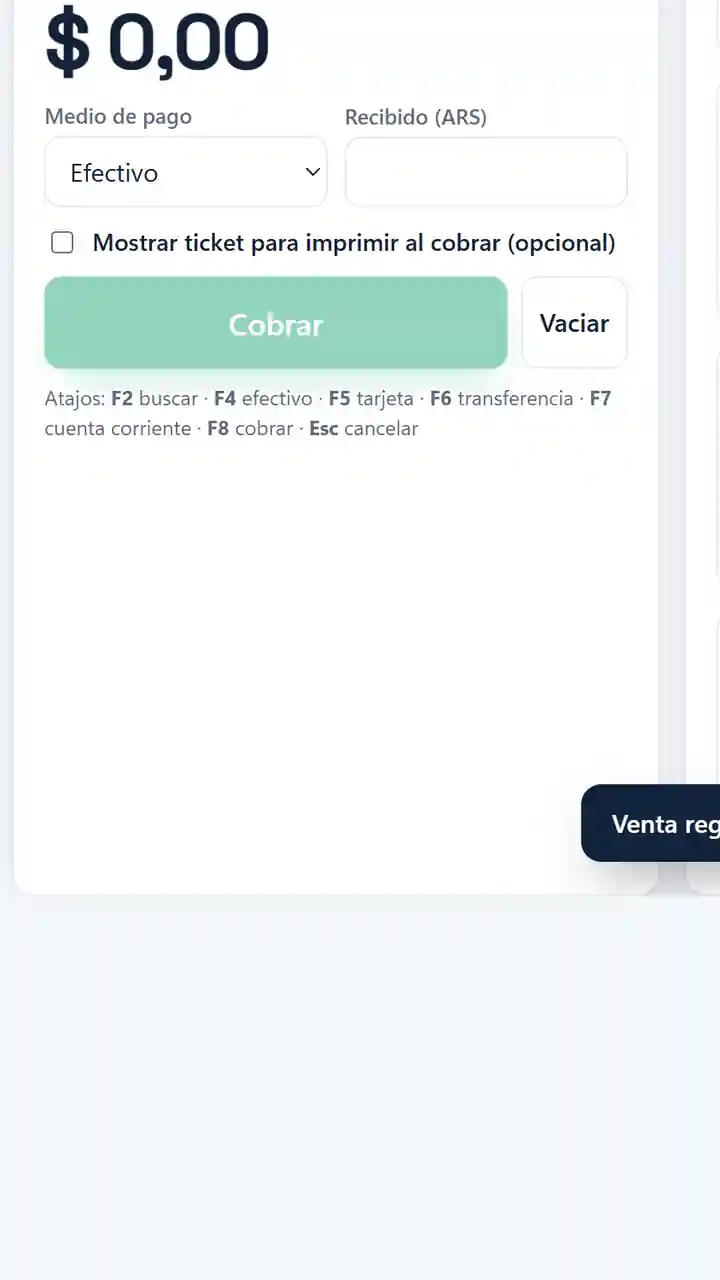 $ 0,00
Medio de pago
Recibido (ARS)
Efectivo
Mostrar ticket para imprimir al cobrar (opcional)
Cobrar
Vaciar
Atajos: F2 buscar · F4 efectivo · F5 tarjeta · F6 transferencia · F7
cuenta corriente · F8 cobrar · Esc cancelar
Venta reg